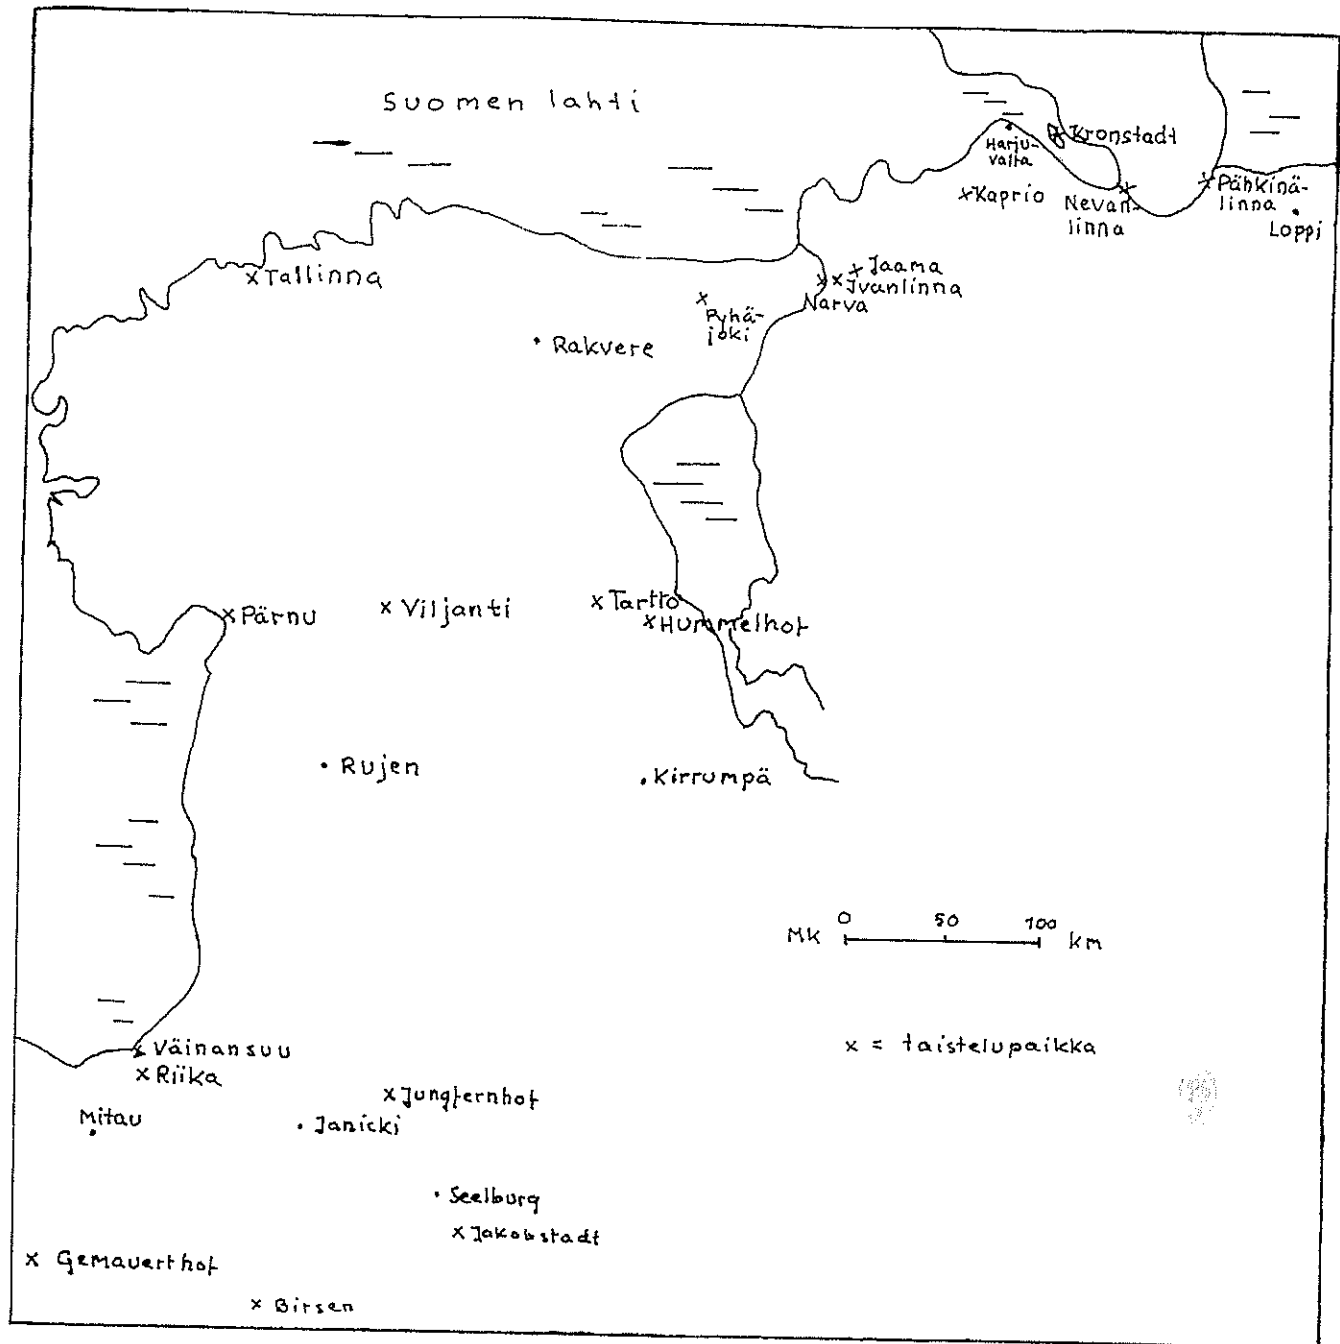 Suomen lahti
Kronstadt
Harju-
valta
Kaprio
Nevan-
linna
Pähkinä-
linna
Loppi
Tallinna
Jaama
Ivanlinna
Narva
Pyhä-
joki
Rakvere
Pärnu
Viljanti
Tartto
Hummelhof
Rujen
Kirrumpä
0 50 100
MK km
Väinansuu
x = taistelupaikka
Riika
Jungfernhof
Mitau
Janicki
Seelburg
Jakobstadt
Gemauerthof
Birsen